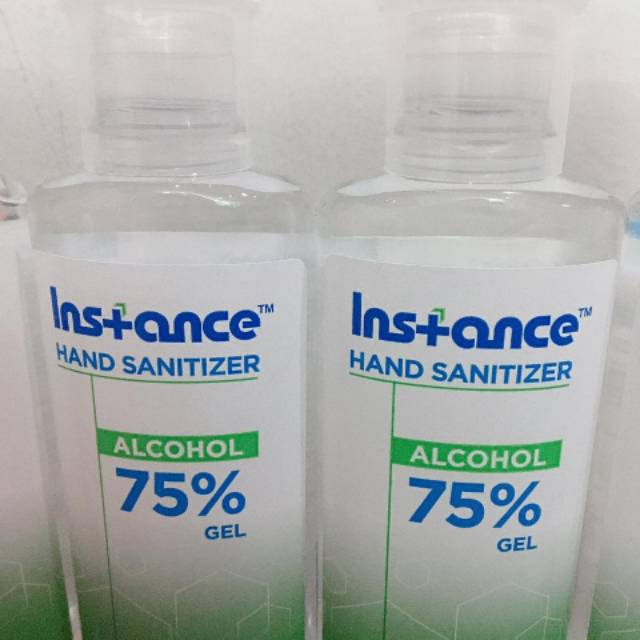 Instance™
HAND SANITIZER
ALCOHOL
75%
GEL
Instance™
HAND SANITIZER
ALCOHOL
75%
GEL